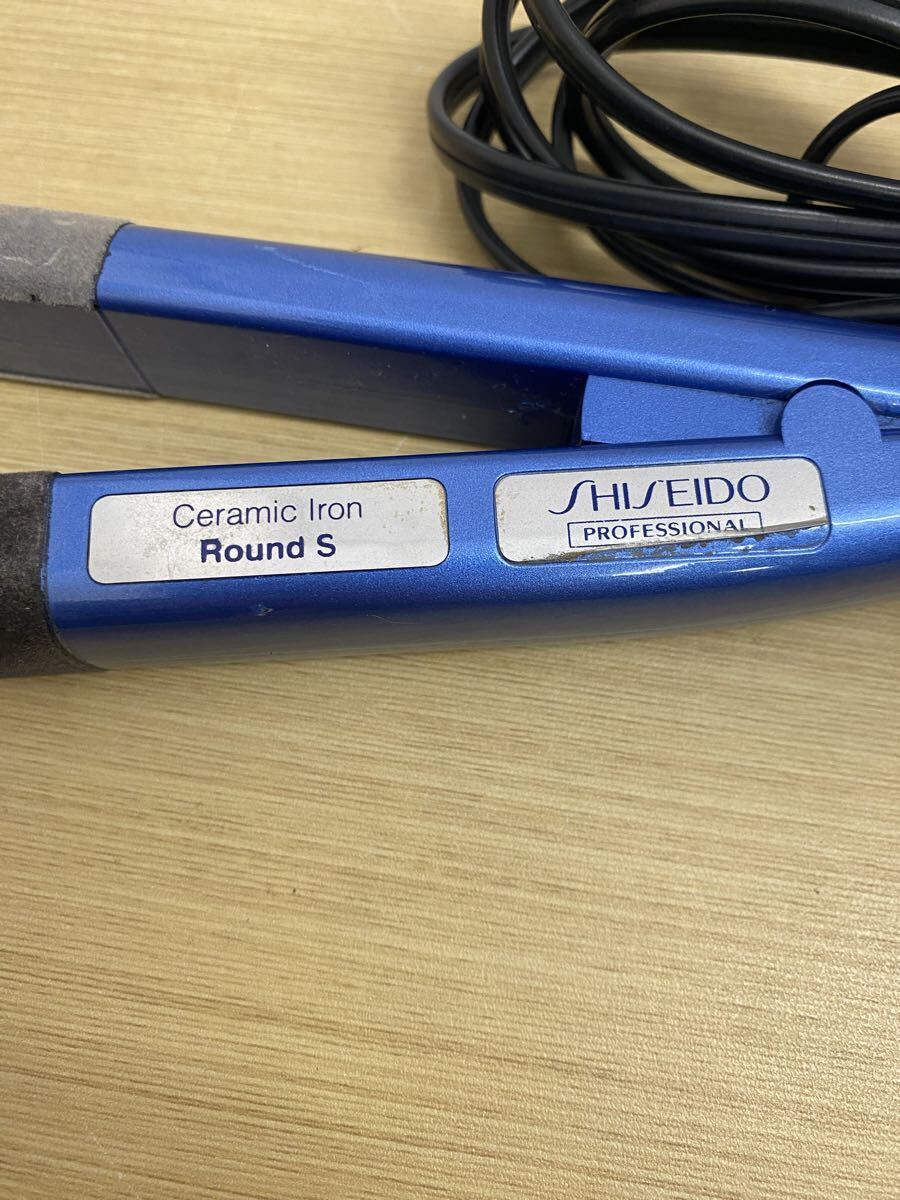 Ceramic Iron
Round S
SHISEIDO
PROFESSIONAL